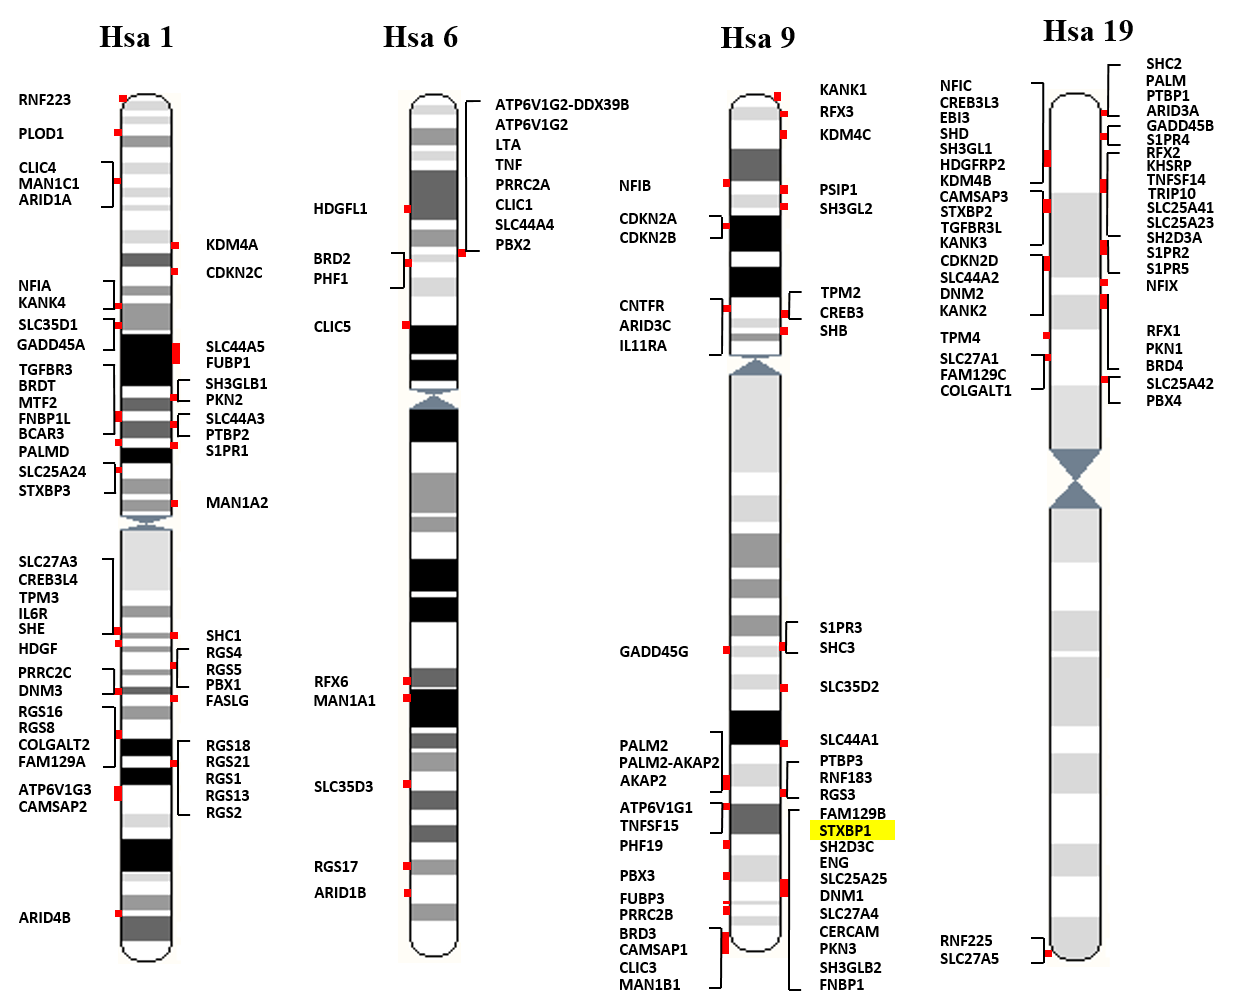 Hsa 1
RNF223
PLOD1
CLIC4
MAN1C1
ARID1A
NFIA
KANK4
SLC35D1
GADD45A
TGFBR3
BRDT
MTF2
FNBP1L
BCAR3
PALMD
SLC25A24
STXBP3
SLC27A3
CREB3L4
TPM3
IL6R
SHE
HDGF
PRRC2C
DNM3
RGS16
RGS8
COLGALT2
FAM129A
ATP6V1G3
CAMSAP2
ARID4B
KDM4A
CDKN2C
SLC44A5
FUBP1
SH3GLB1
PKN2
SLC44A3
PTBP2
S1PR1
MAN1A2
SHC1
RGS4
RGS5
PBX1
FASLG
RGS18
RGS21
RGS1
RGS13
RGS2
Hsa 6
HDGFL1
BRD2
PHF1
CLIC5
RFX6
MAN1A1
SLC35D3
RGS17
ARID1B
ATP6V1G2-DDX39B
ATP6V1G2
LTA
TNF
PRRC2A
CLIC1
SLC44A4
PBX2
Hsa 9
NFIB
CDKN2A
CDKN2B
CNTFR
ARID3C
IL11RA
GADD45G
PALM2
PALM2-AKAP2
AKAP2
ATP6V1G1
TNFSF15
PHF19
PBX3
FUBP3
PRRC2B
BRD3
CAMSAP1
CLIC3
MAN1B1
KANK1
RFX3
KDM4C
PSIP1
SH3GL2
TPM2
CREB3
SHB
S1PR3
SHC3
SLC35D2
SLC44A1
PTBP3
RNF183
RGS3
FAM129B
STXBP1
SH2D3C
ENG
SLC25A25
DNM1
SLC27A4
CERCAM
PKN3
SH3GLB2
FNBP1
Hsa 19
NFIC
CREB3L3
EBI3
SHD
SH3GL1
HDGFRP2
KDM4B
CAMSAP3
STXBP2
TGFBR3L
KANK3
CDKN2D
SLC44A2
DNM2
KANK2
TPM4
SLC27A1
FAM129C
COLGALT1
RNF225
SLC27A5
SHC2
PALM
PTBP1
ARID3A
GADD45B
S1PR4
RFX2
KHSRP
TNFSF14
TRIP10
SLC25A41
SLC25A23
SH2D3A
S1PR2
S1PR5
NFIX
RFX1
PKN1
BRD4
SLC25A42
PBX4